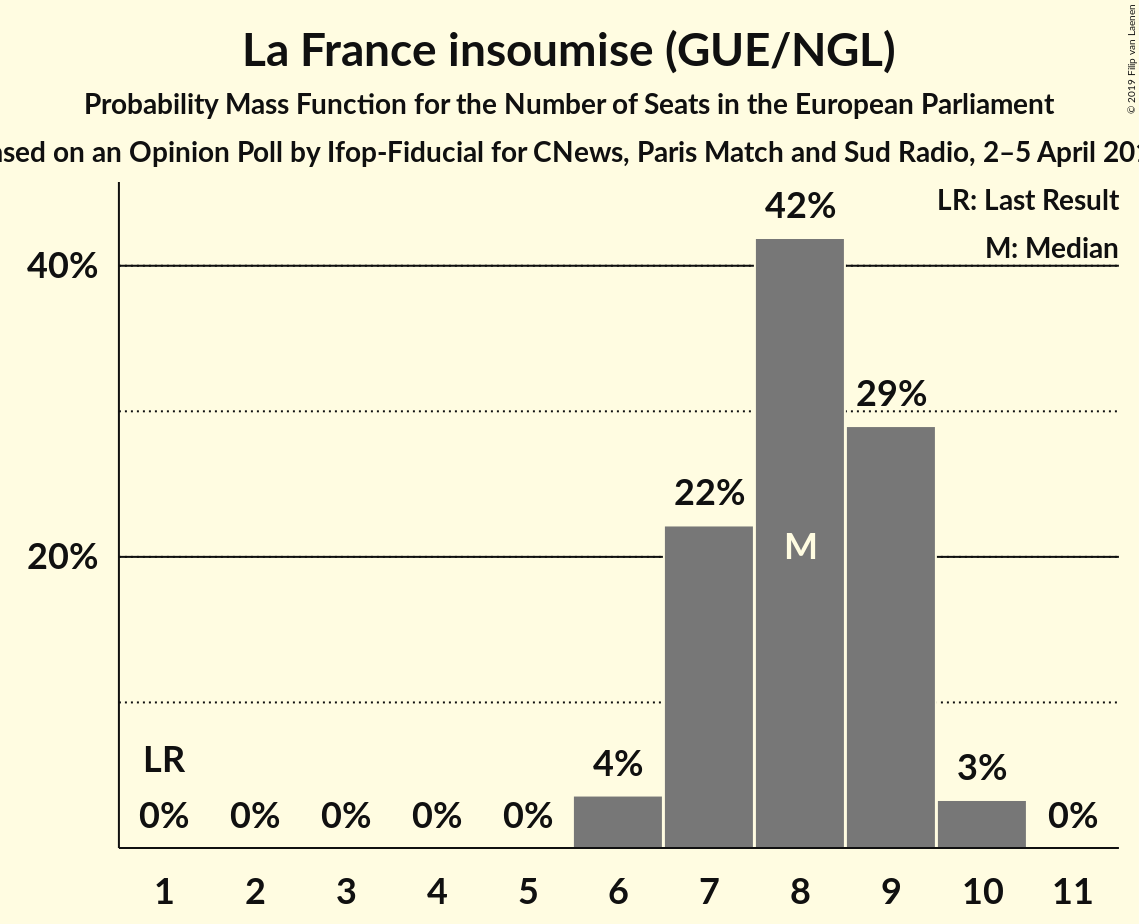 La France insoumise (GUE/NGL)
Probability Mass Function for the Number of Seats in the European Parliament
on an Opinion Poll by Ifop-Fiducial for CNews, Paris Match and Sud Radio, 2–5 April
© 2019 Filip van Laenen
LR: Last Result
M: Median
42%
40%
29%
22%
M
20%
LR
4%
3%
0% 0% 0% 0% 0% 0%
1 2 3 4 5 6 7 8 9 10 11